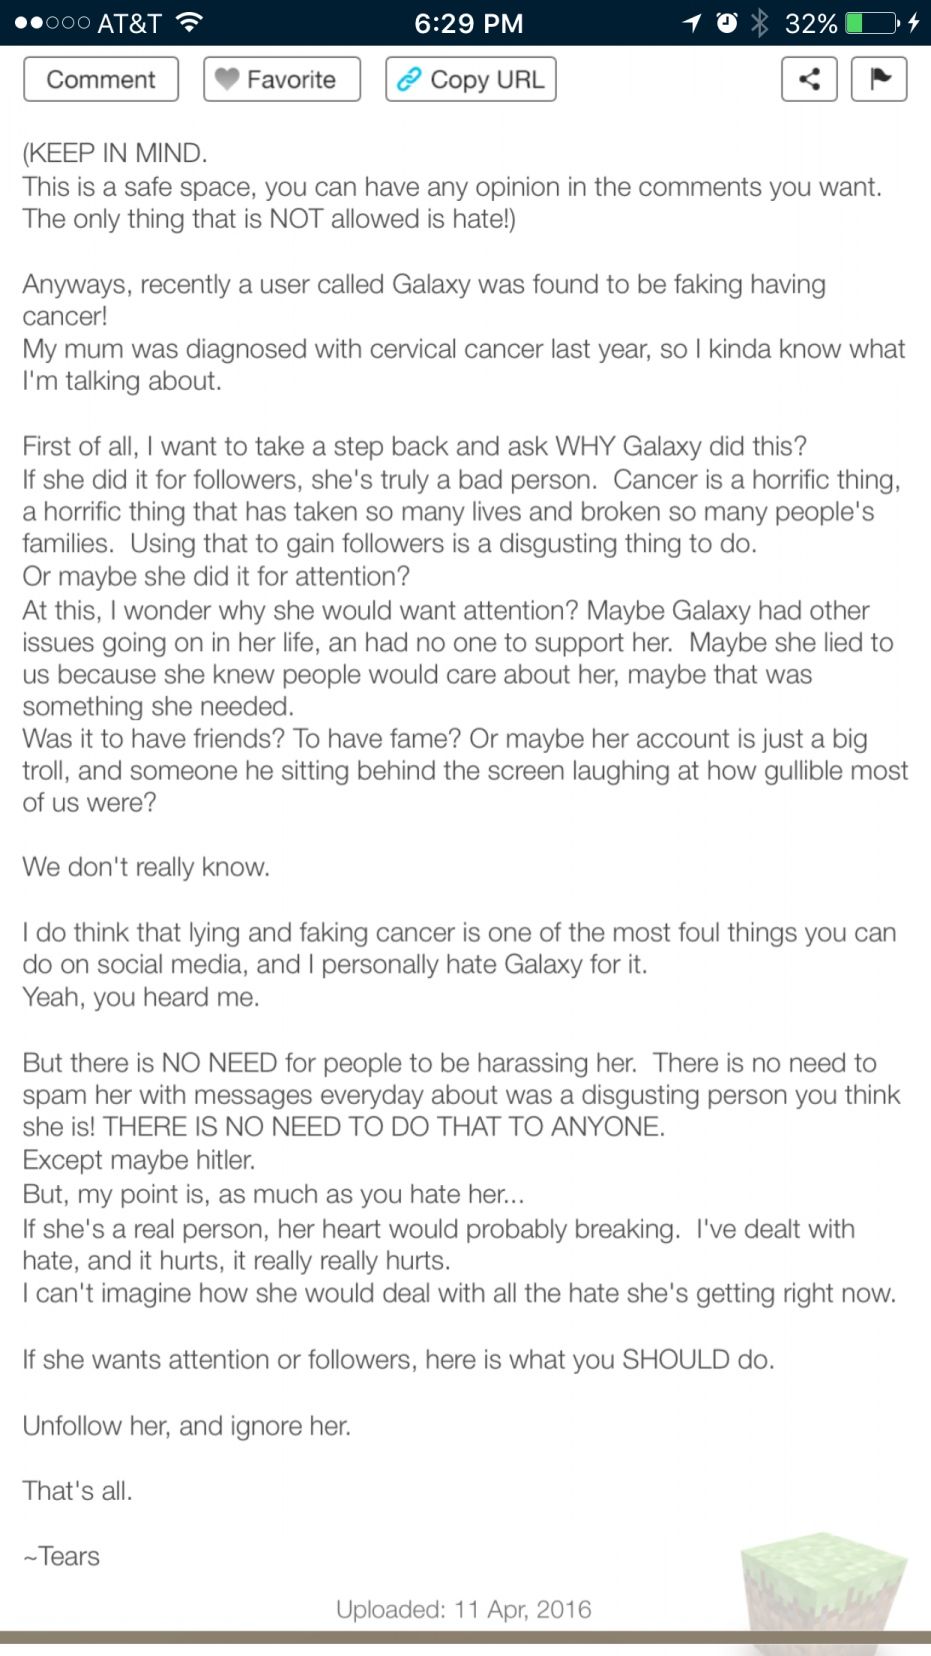 AT&T 6:29 PM 32%
Comment Favorite Copy URL
(KEEP IN MIND.
This is a safe space, you can have any opinion in the comments you want.
The only thing that is NOT allowed is hate!)
Anyways, recently a user called Galaxy was found to be faking having
cancer!
My mum was diagnosed with cervical cancer last year, so I kinda know what
I'm talking about.
First of all, I want to take a step back and ask WHY Galaxy did this?
If she did it for followers, she's truly a bad person.  Cancer is a horrific thing,
a horrific thing that has taken so many lives and broken so many people's
families.  Using that to gain followers is a disgusting thing to do.
Or maybe she did it for attention?
At this, I wonder why she would want attention? Maybe Galaxy had other
issues going on in her life, an had no one to support her.  Maybe she lied to
us because she knew people would care about her, maybe that was
something she needed.
Was it to have friends? To have fame? Or maybe her account is just a big
troll, and someone he sitting behind the screen laughing at how gullible most
of us were?
We don't really know.
I do think that lying and faking cancer is one of the most foul things you can
do on social media, and I personally hate Galaxy for it.
Yeah, you heard me.
But there is NO NEED for people to be harassing her.  There is no need to
spam her with messages everyday about was a disgusting person you think
she is! THERE IS NO NEED TO DO THAT TO ANYONE.
Except maybe hitler.
But, my point is, as much as you hate her...
If she's a real person, her heart would probably breaking.  I've dealt with
hate, and it hurts, it really really hurts.
I can't imagine how she would deal with all the hate she's getting right now.
If she wants attention or followers, here is what you SHOULD do.
Unfollow her, and ignore her.
That's all.
~Tears
Uploaded: 11 Apr, 2016